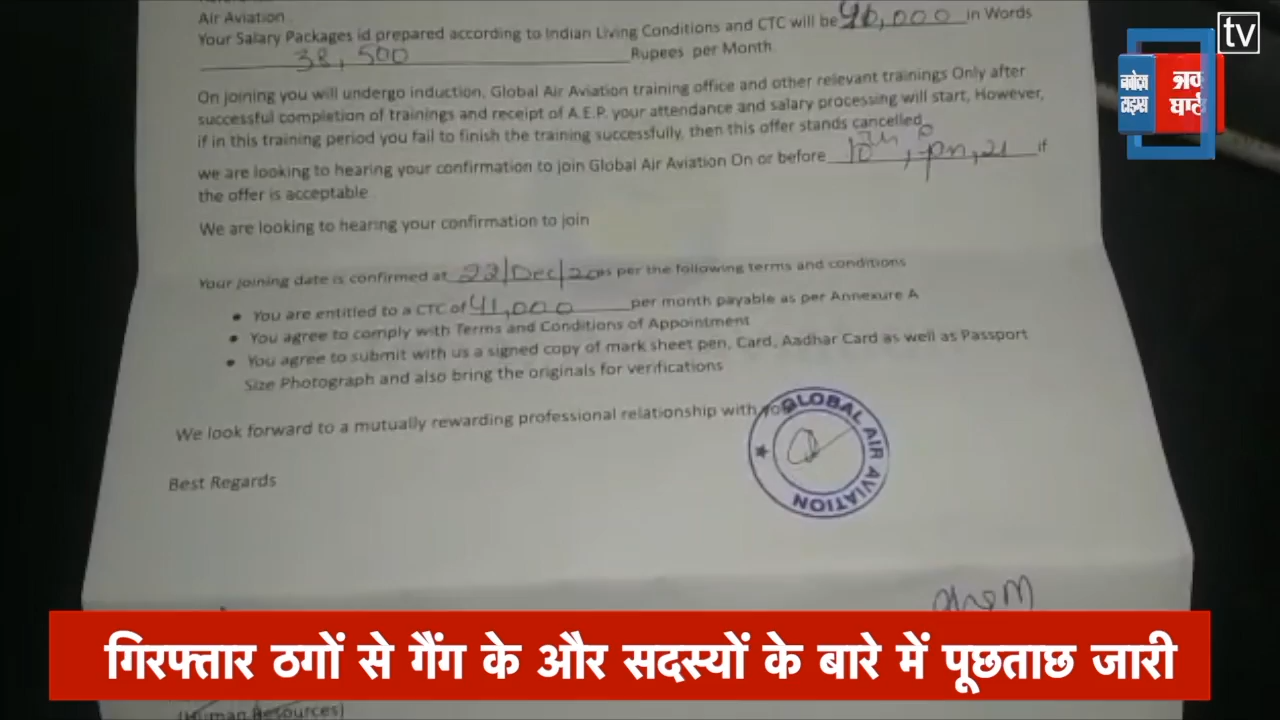 Air Aviation
Your Salary Packages id prepared according to Indian Living Conditions and CTC will be 46,000 in Words
38,500 Rupees per Month
On joining you will undergo induction, Global Air Aviation training office and other relevant trainings Only after
successful completion of trainings and receipt of A.E.P. your attendance and salary processing will start, However,
if in this training period you fail to finish the training successfully, then this offer stands cancelled
we are looking to hearing your confirmation to join Global Air Aviation On or before 10th, , 21 if
the offer is acceptable
We are looking to hearing your confirmation to join
Your joining date is confirmed at 22/Dec/20 as per the following terms and conditions
• You are entitled to a CTC of 41,000 per month payable as per Annexure A
• You agree to comply with Terms and Conditions of Appointment
• You agree to submit with us a signed copy of mark sheet pen, Card, Aadhar Card as well as Passport
Size Photograph and also bring the originals for verifications
We look forward to a mutually rewarding professional relationship with you
Best Regards
GLOBAL AIR AVIATION
(Human Resources)
tv
नवोदय
टाइम्स
गिरफ्तार ठगों से गैंग के और सदस्यों के बारे में पूछताछ जारी